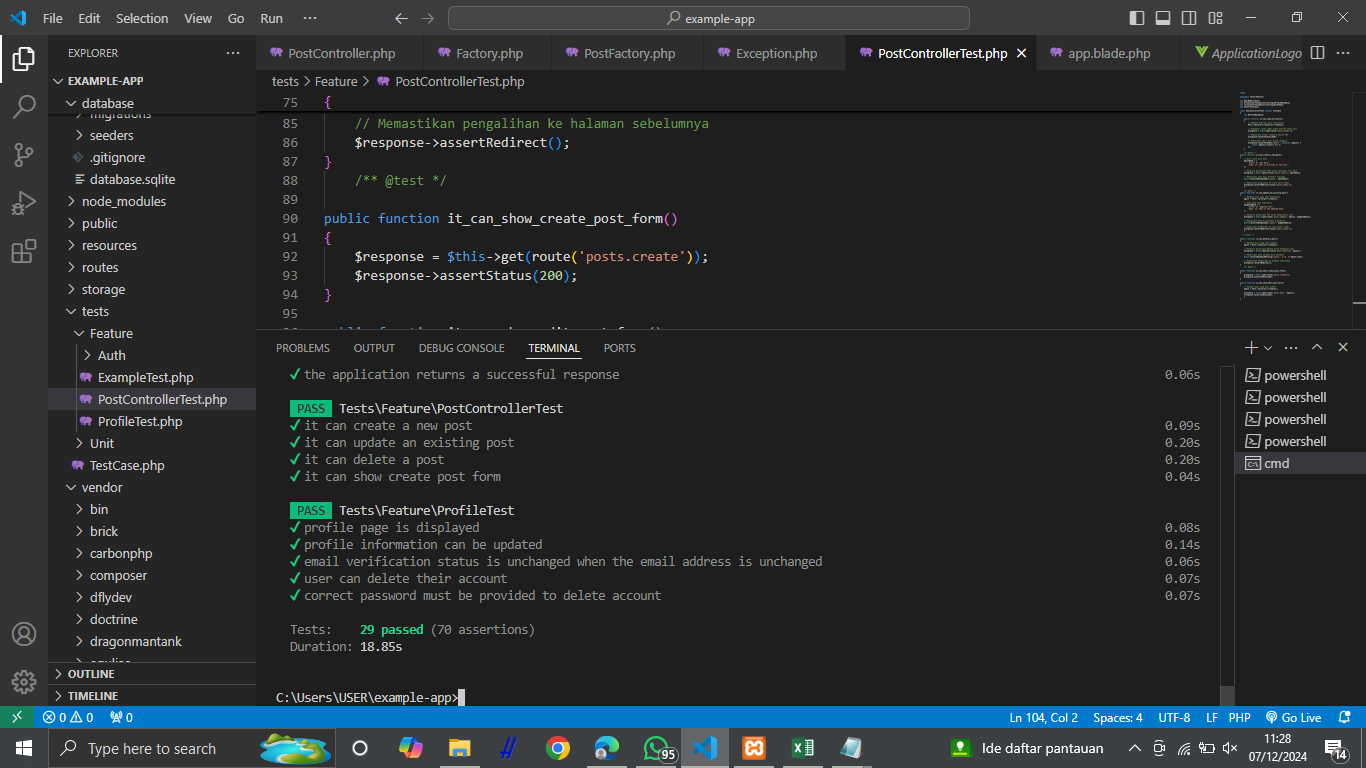 File Edit Selection View Go Run ··· example-app
EXPLORER ···
EXAMPLE-APP
database
migrations
seeders
.gitignore
database.sqlite
node_modules
public
resources
routes
storage
tests
Feature
Auth
ExampleTest.php
PostControllerTest.php
ProfileTest.php
Unit
TestCase.php
vendor
bin
brick
carbonphp
composer
dflydev
doctrine
dragonmantank
OUTLINE
TIMELINE
PostController.php Factory.php PostFactory.php Exception.php PostControllerTest.php app.blade.php ApplicationLogo
tests > Feature > PostControllerTest.php
75 {
85 // Memastikan pengalihan ke halaman sebelumnya
86 $response->assertRedirect();
87 }
88 /** @test */
89
90 public function it_can_show_create_post_form()
91 {
92 $response = $this->get(route('posts.create'));
93 $response->assertStatus(200);
94 }
95
PROBLEMS OUTPUT DEBUG CONSOLE TERMINAL PORTS
✓ the application returns a successful response 0.06s
PASS Tests\Feature\PostControllerTest
✓ it can create a new post 0.09s
✓ it can update an existing post 0.20s
✓ it can delete a post 0.20s
✓ it can show create post form 0.04s
PASS Tests\Feature\ProfileTest
✓ profile page is displayed 0.08s
✓ profile information can be updated 0.14s
✓ email verification status is unchanged when the email address is unchanged 0.06s
✓ user can delete their account 0.07s
✓ correct password must be provided to delete account 0.07s
Tests: 29 passed (70 assertions)
Duration: 18.85s
C:\Users\USER\example-app>
powershell
powershell
powershell
powershell
cmd
0 0 0 Ln 104, Col 2 Spaces: 4 UTF-8 LF PHP Go Live
Type here to search 95 Ide daftar pantauan 11:28
07/12/2024 14